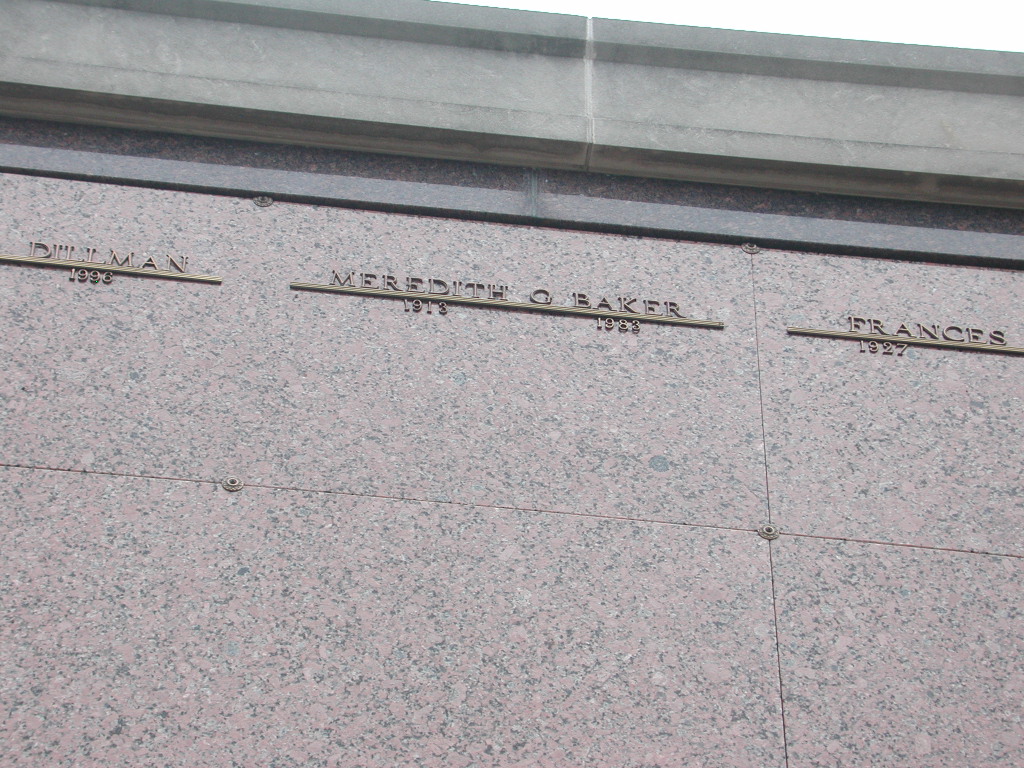 DILLMAN
1996
MEREDITH G BAKER
1913 1983
FRANCES
1927